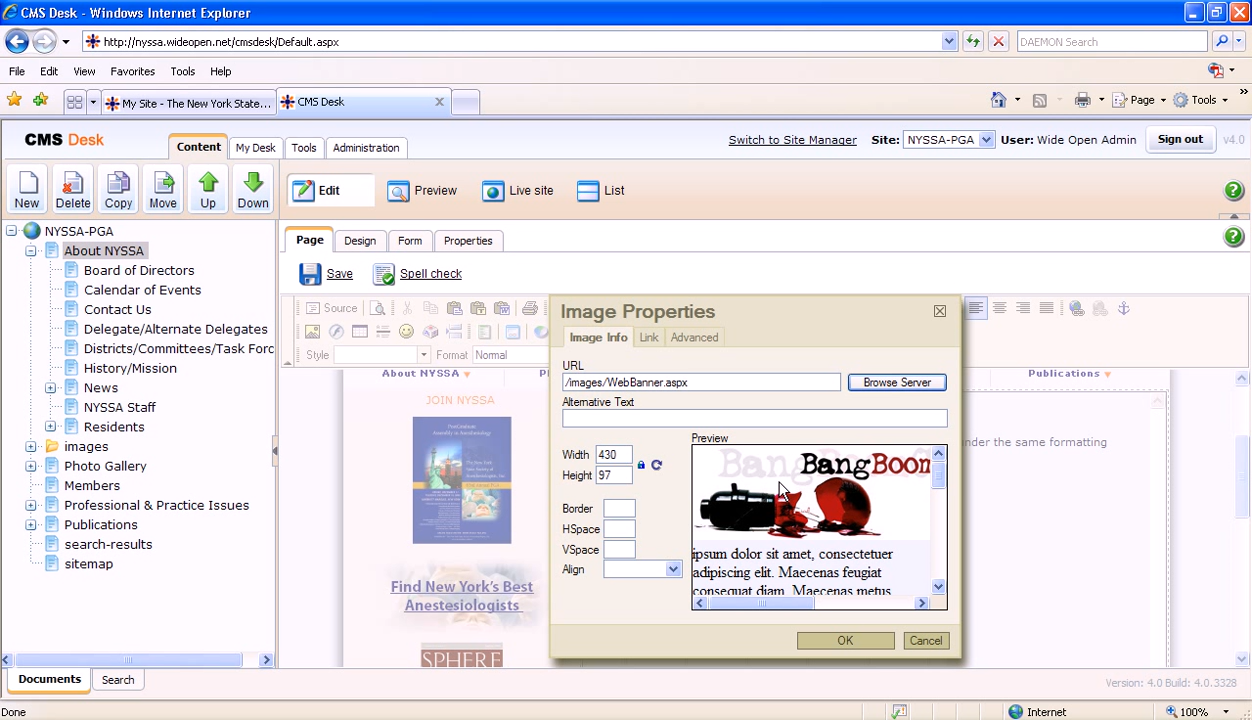 CMS Desk - Windows Internet Explorer
http://nyssa.wideopen.net/cmsdesk/Default.aspx
DAEMON Search
File Edit View Favorites Tools Help
My Site - The New York State... CMS Desk
Page Tools
CMS Desk
Content My Desk Tools Administration
Switch to Site Manager Site: NYSSA-PGA User: Wide Open Admin Sign out v4.0
New Delete Copy Move Up Down
Edit Preview Live site List
NYSSA-PGA
About NYSSA
Board of Directors
Calendar of Events
Contact Us
Delegate/Alternate Delegates
Districts/Committees/Task Forc
History/Mission
News
NYSSA Staff
Residents
images
Photo Gallery
Members
Professional & Practice Issues
Publications
search-results
sitemap
Documents Search
Page Design Form Properties
Save Spell check
Source
Style Format Normal
About NYSSA
Publications
JOIN NYSSA
Find New York's Best
Anestesiologists
SPHERE
nder the same formatting
Image Properties
Image Info Link Advanced
URL
/images/WebBanner.aspx Browse Server
Alternative Text
Width 430
Height 97
Border
HSpace
VSpace
Align
Preview
Bang BangBoom
ipsum dolor sit amet, consectetuer
adipiscing elit. Maecenas feugiat
consequat diam. Maecenas metus
OK Cancel
Version: 4.0 Build: 4.0.3328
Done Internet 100%